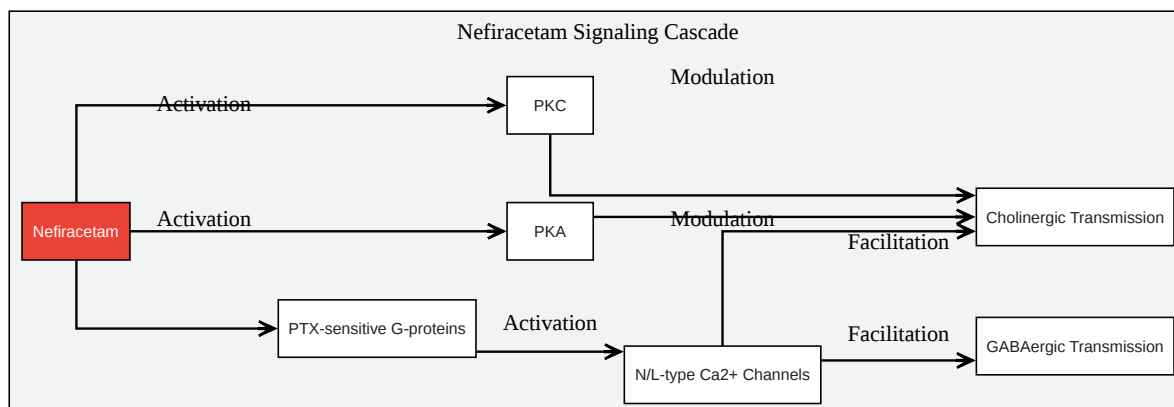 Nefiracetam Signaling Cascade
Modulation
Activation
PKC
Nefiracetam
Activation
PKA
Modulation
Cholinergic Transmission
Facilitation
PTX-sensitive G-proteins
Activation
Facilitation
GABAergic Transmission
N/L-type Ca2+ Channels